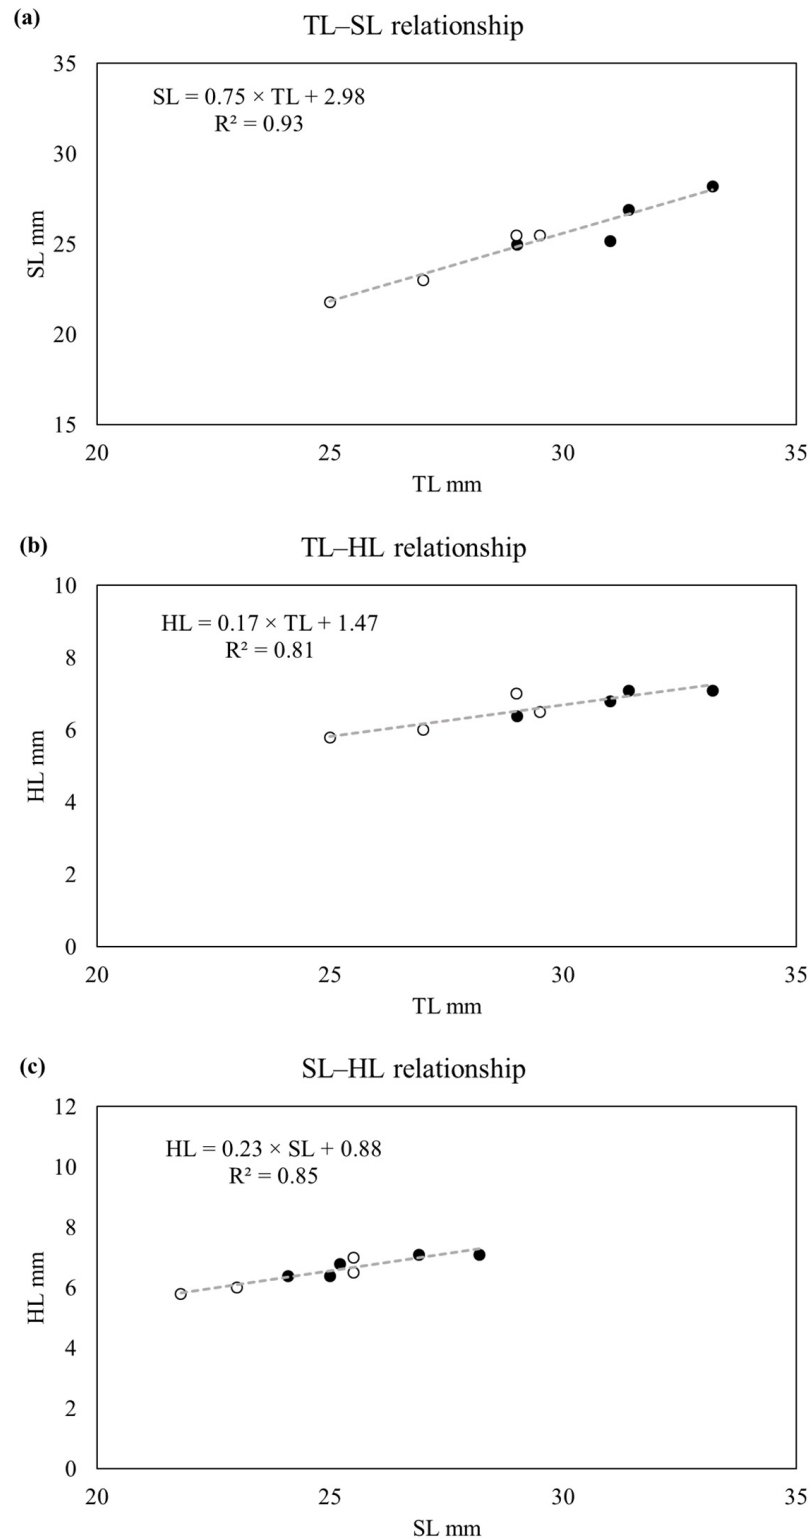 (a)
TL–SL relationship
SL = 0.75 × TL + 2.98
R² = 0.93
35
30
25
20
15
SL mm
20 25 30 35
TL mm
(b)
TL–HL relationship
HL = 0.17 × TL + 1.47
R² = 0.81
10
8
6
4
2
0
HL mm
20 25 30 35
TL mm
(c)
SL–HL relationship
HL = 0.23 × SL + 0.88
R² = 0.85
12
10
8
6
4
2
0
HL mm
20 25 30 35
SL mm